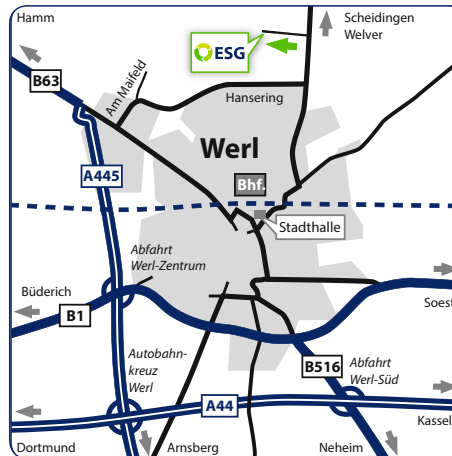 Hamm
Scheidingen
Welver
ESG
B63
Am Maifeld
Hansering
Werl
A445
Bhf.
Stadthalle
Abfahrt
Werl-Zentrum
Büderich
Soest
B1
Autobahn-
kreuz
Werl
B516
Abfahrt
Werl-Süd
A44
Kassel
Dortmund
Arnsberg
Neheim